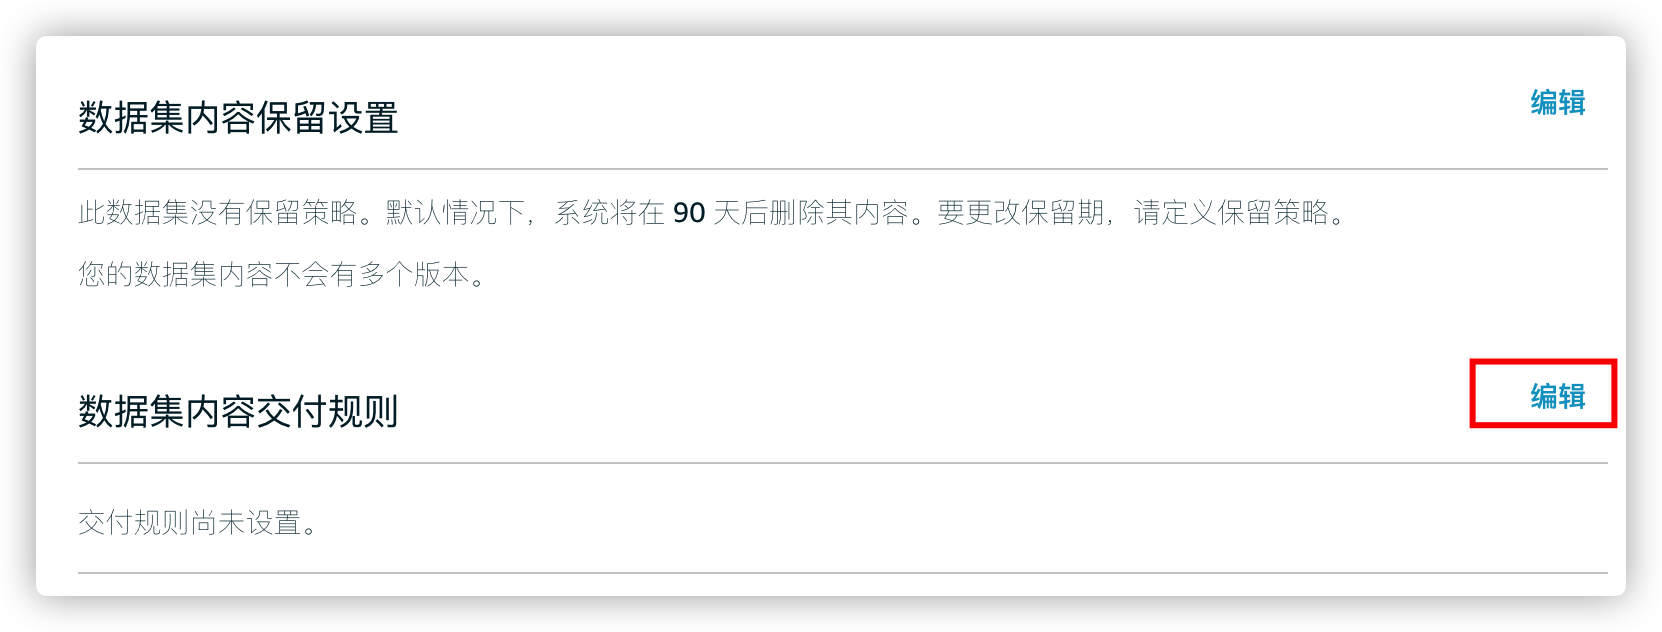 数据集内容保留设置
编辑
此数据集没有保留策略。默认情况下，系统将在 90 天后删除其内容。要更改保留期，请定义保留策略。
您的数据集内容不会有多个版本。
数据集内容交付规则
编辑
交付规则尚未设置。